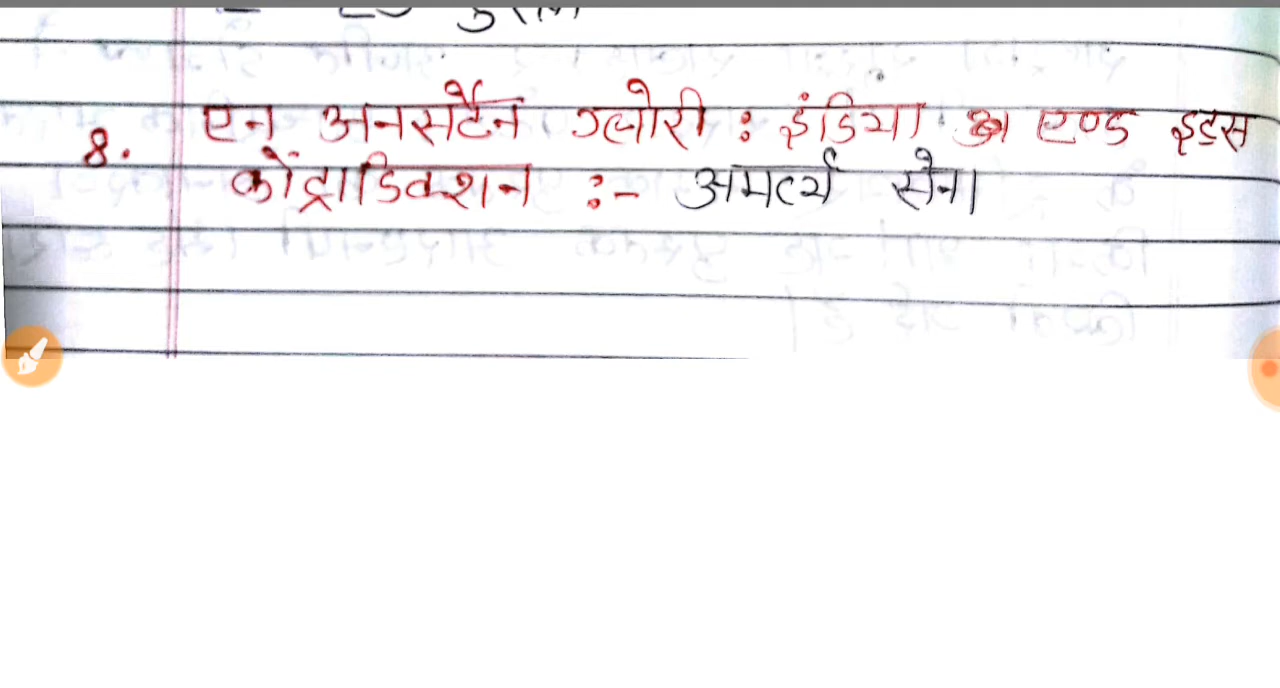 8. एन अनसर्टेन ग्लोरी : इंडिया एण्ड इट्स
कोंट्राडिक्शन :- अमर्त्य सेन।